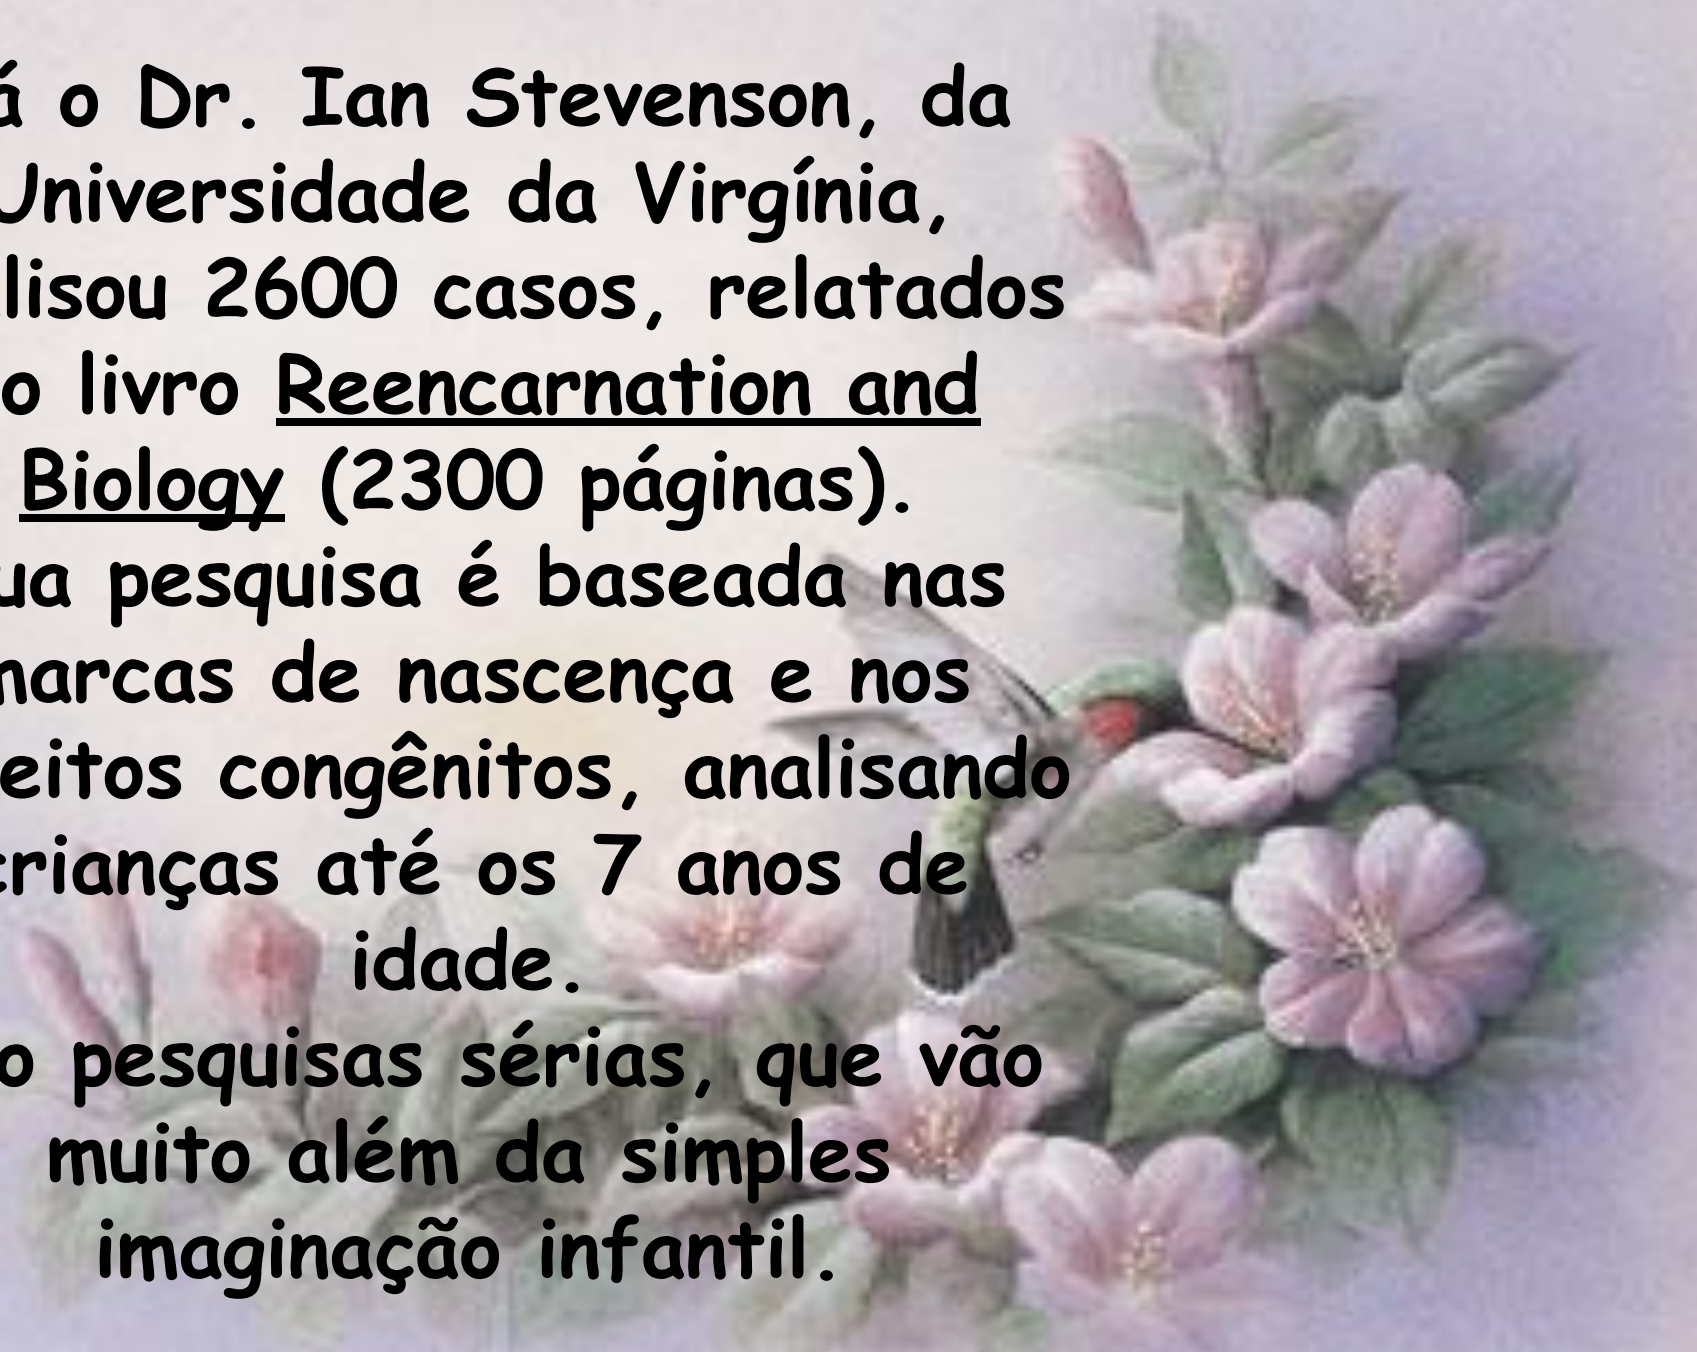 á o Dr. Ian Stevenson, da
Universidade da Virgínia,
lisou 2600 casos, relatados
o livro Reencarnation and
Biology (2300 páginas).
ua pesquisa é baseada nas
marcas de nascença e nos
eitos congênitos, analisando
crianças até os 7 anos de
idade.
o pesquisas sérias, que vão
muito além da simples
imaginação infantil.